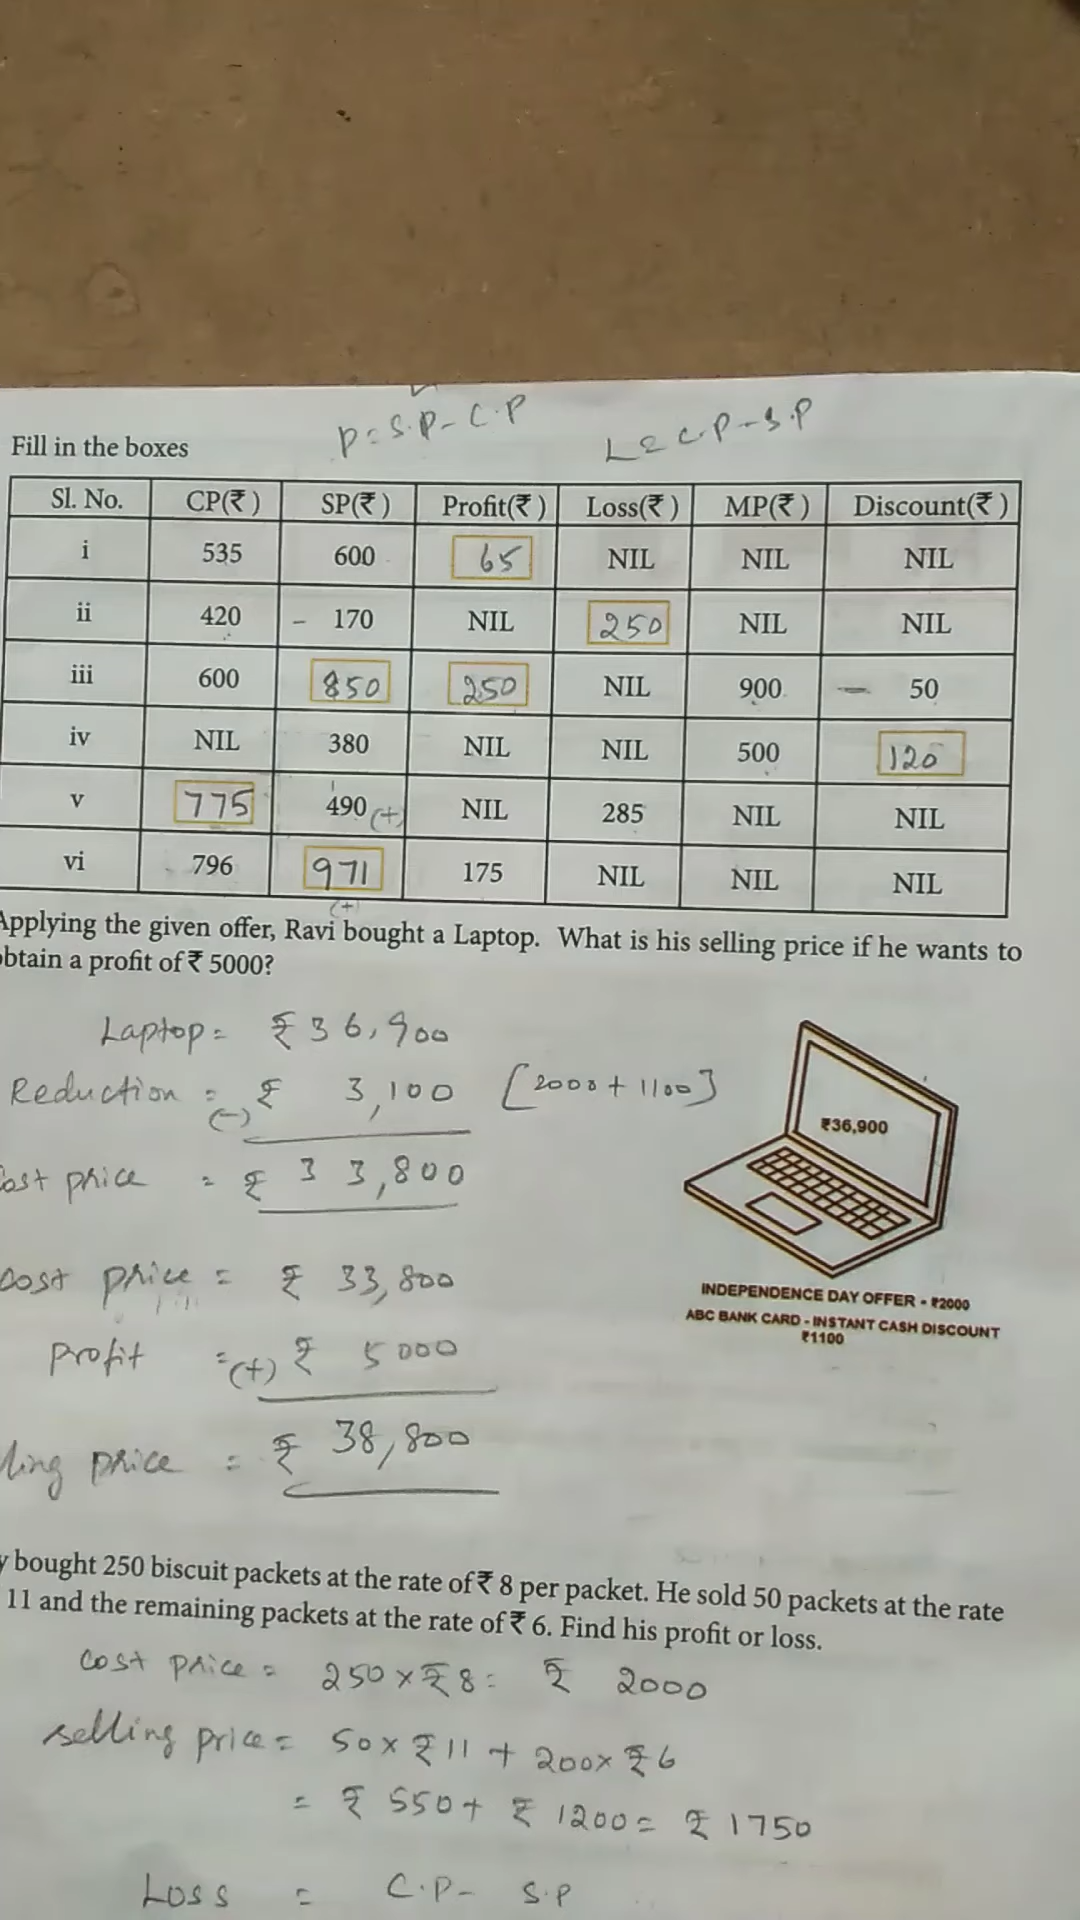 P = S.P - C.P
L = C.P - S.P
Fill in the boxes
Sl. No. CP(₹) SP(₹) Profit(₹) Loss(₹) MP(₹) Discount(₹)
i 535 600 65 NIL NIL NIL
ii 420 - 170 NIL 250 NIL NIL
iii 600 850 250 NIL 900 - 50
iv NIL 380 NIL NIL 500 120
v 775 490 (+) NIL 285 NIL NIL
vi 796 971 175 NIL NIL NIL
(+)
Applying the given offer, Ravi bought a Laptop. What is his selling price if he wants to
obtain a profit of ₹ 5000?
Laptop = ₹ 36,900
Reduction = (-) ₹ 3,100 [2000 + 1100]
Cost price = ₹ 33,800
₹36,900
INDEPENDENCE DAY OFFER - ₹2000
ABC BANK CARD - INSTANT CASH DISCOUNT
₹1100
Cost price = ₹ 33,800
Profit = (+) ₹ 5000
ling price = ₹ 38,800
y bought 250 biscuit packets at the rate of ₹ 8 per packet. He sold 50 packets at the rate
11 and the remaining packets at the rate of ₹ 6. Find his profit or loss.
Cost price = 250 × ₹8 = ₹ 2000
selling price = 50 × ₹11 + 200 × ₹6
= ₹ 550 + ₹ 1200 = ₹ 1750
Loss = C.P - S.P